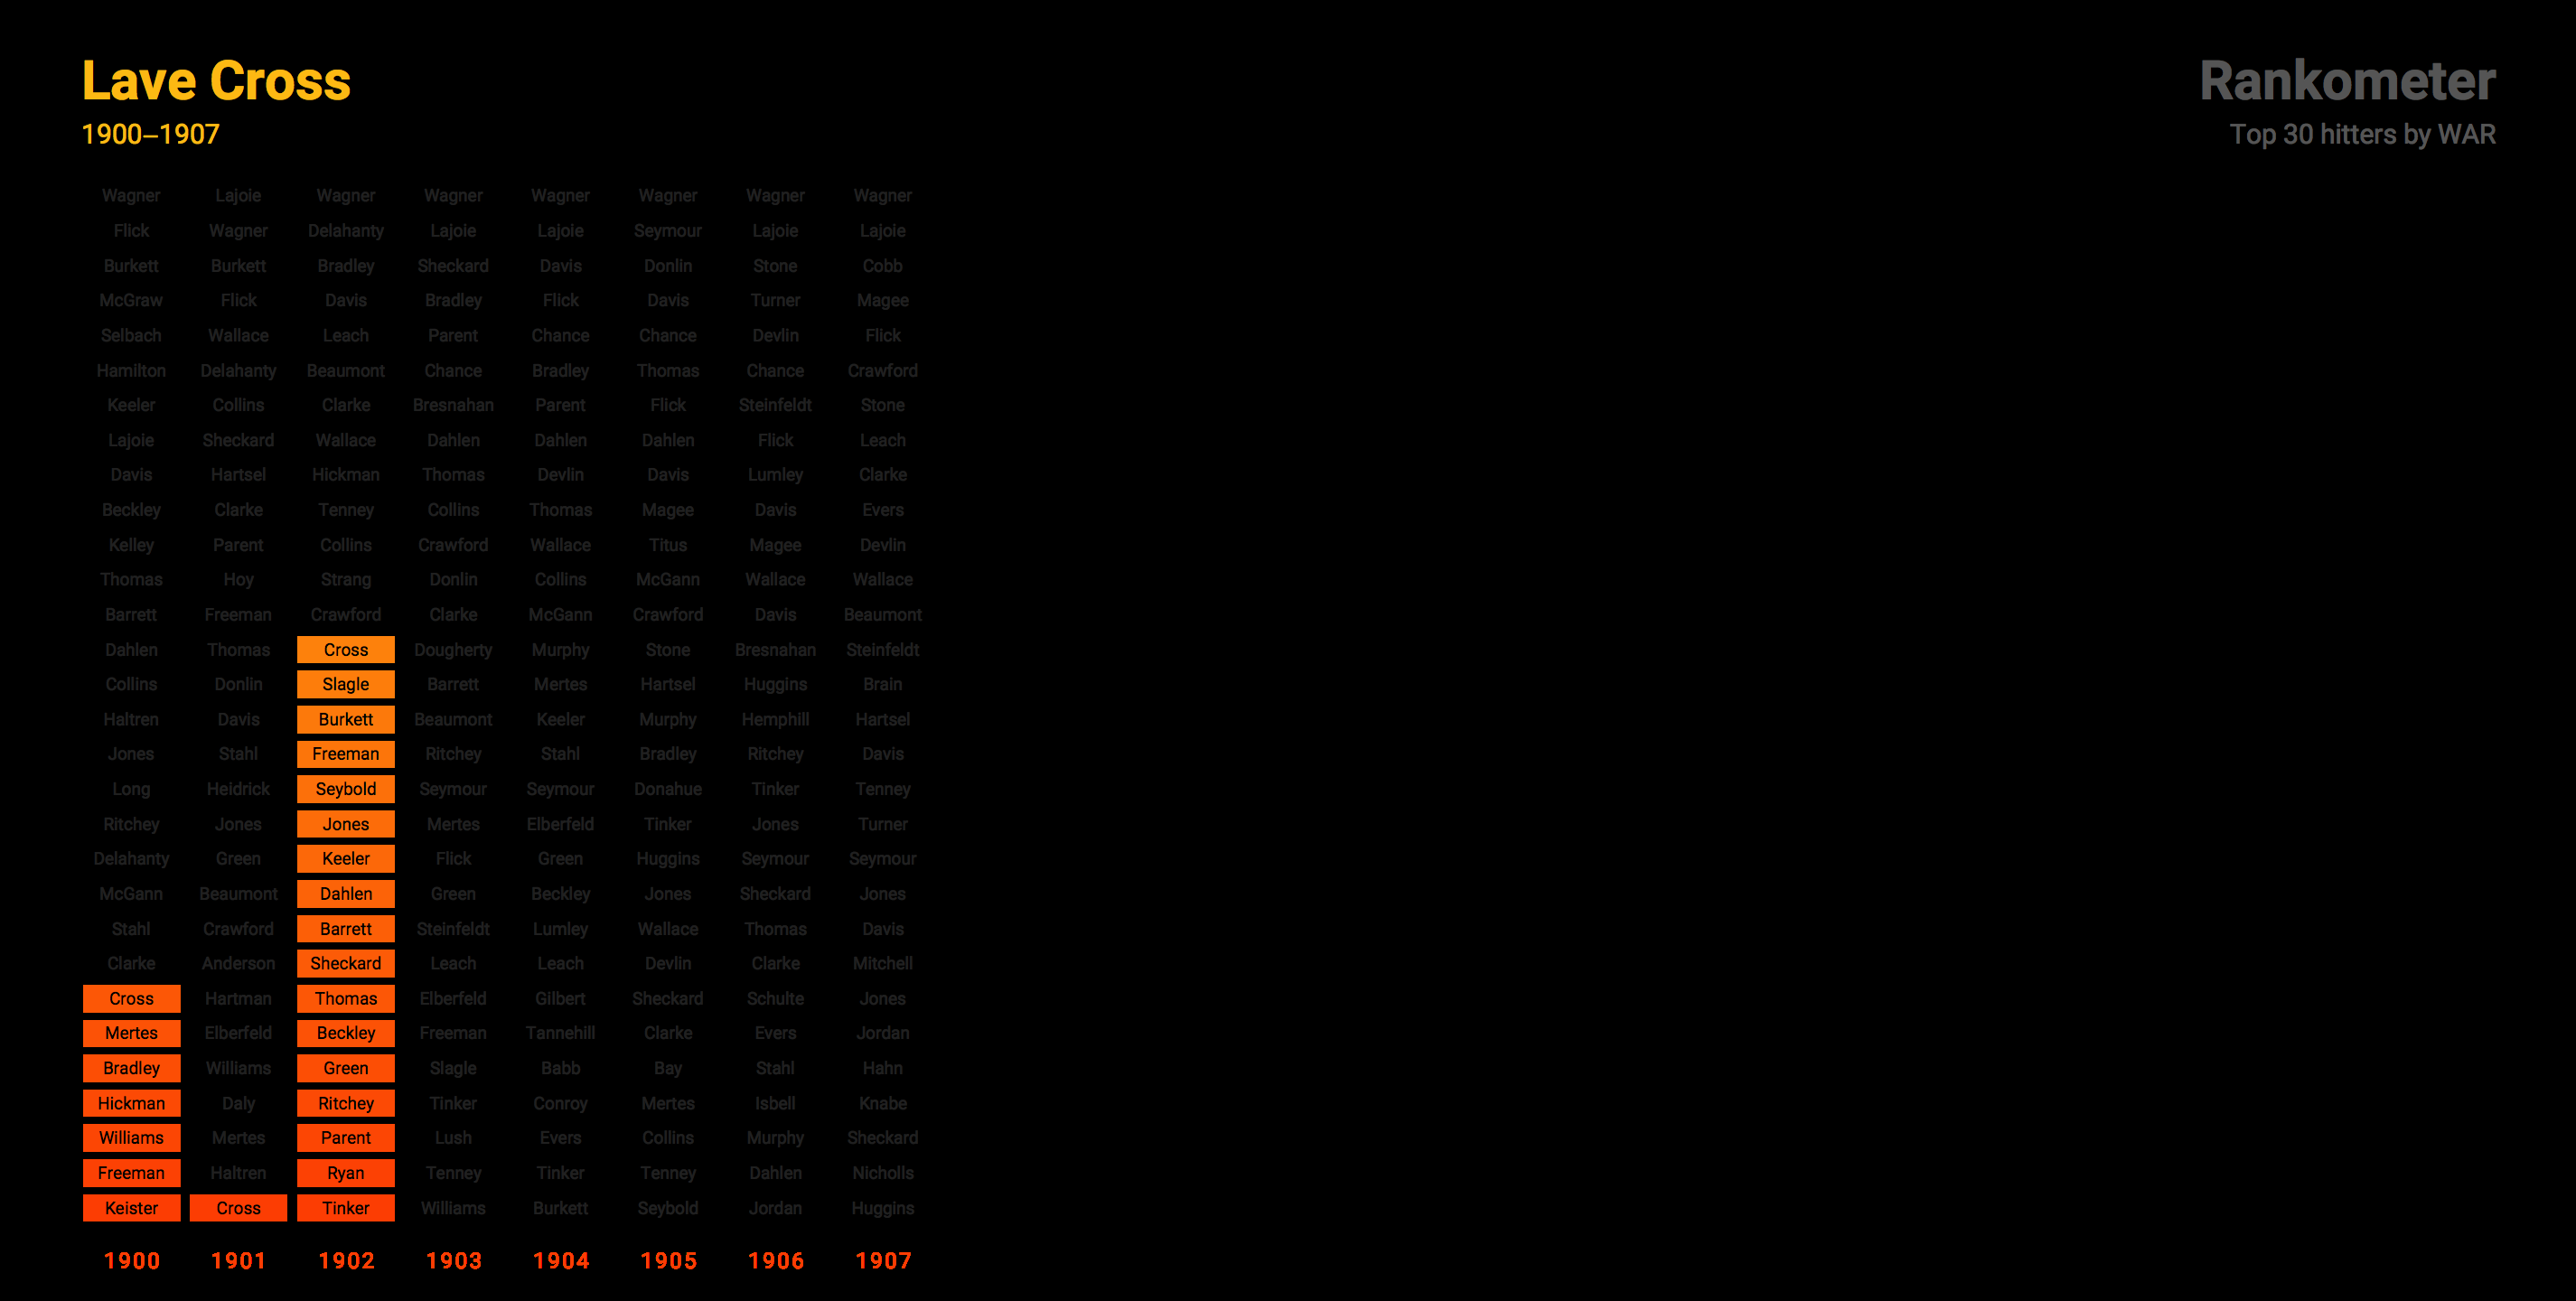 Lave Cross
1900–1907
Rankometer
Top 30 hitters by WAR
Wagner Lajoie Wagner Wagner Wagner Wagner Wagner Wagner
Flick Wagner Delahanty Lajoie Lajoie Seymour Lajoie Lajoie
Burkett Burkett Bradley Sheckard Davis Donlin Stone Cobb
McGraw Flick Davis Bradley Flick Davis Turner Magee
Selbach Wallace Leach Parent Chance Chance Devlin Flick
Hamilton Delahanty Beaumont Chance Bradley Thomas Chance Crawford
Keeler Collins Clarke Bresnahan Parent Flick Steinfeldt Stone
Lajoie Sheckard Wallace Dahlen Dahlen Dahlen Flick Leach
Davis Hartsel Hickman Thomas Devlin Davis Lumley Clarke
Beckley Clarke Tenney Collins Thomas Magee Davis Evers
Kelley Parent Collins Crawford Wallace Titus Magee Devlin
Thomas Hoy Strang Donlin Collins McGann Wallace Wallace
Barrett Freeman Crawford Clarke McGann Crawford Davis Beaumont
Dahlen Thomas Cross Dougherty Murphy Stone Bresnahan Steinfeldt
Collins Donlin Slagle Barrett Mertes Hartsel Huggins Brain
Haltren Davis Burkett Beaumont Keeler Murphy Hemphill Hartsel
Jones Stahl Freeman Ritchey Stahl Bradley Ritchey Davis
Long Heidrick Seybold Seymour Seymour Donahue Tinker Tenney
Ritchey Jones Jones Mertes Elberfeld Tinker Jones Turner
Delahanty Green Keeler Flick Green Huggins Seymour Seymour
McGann Beaumont Dahlen Green Beckley Jones Sheckard Jones
Stahl Crawford Barrett Steinfeldt Lumley Wallace Thomas Davis
Clarke Anderson Sheckard Leach Leach Devlin Clarke Mitchell
Cross Hartman Thomas Elberfeld Gilbert Sheckard Schulte Jones
Mertes Elberfeld Beckley Freeman Tannehill Clarke Evers Jordan
Bradley Williams Green Slagle Babb Bay Stahl Hahn
Hickman Daly Ritchey Tinker Conroy Mertes Isbell Knabe
Williams Mertes Parent Lush Evers Collins Murphy Sheckard
Freeman Haltren Ryan Tenney Tinker Tenney Dahlen Nicholls
Keister Cross Tinker Williams Burkett Seybold Jordan Huggins
1900 1901 1902 1903 1904 1905 1906 1907